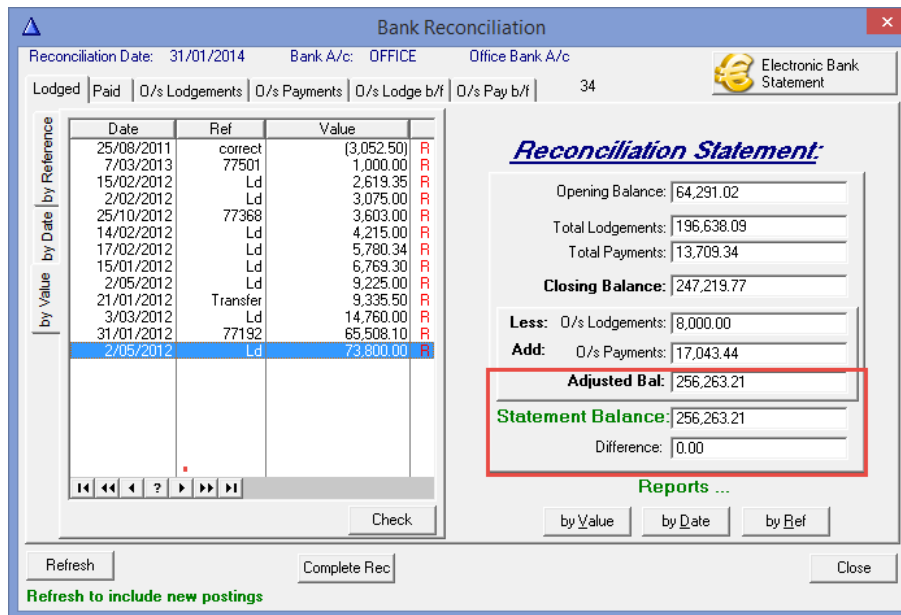 Bank Reconciliation
Reconciliation Date: 31/01/2014 Bank A/c: OFFICE Office Bank A/c
Electronic Bank
Statement
Lodged Paid O/s Lodgements O/s Payments O/s Lodge b/f O/s Pay b/f 34
by Reference
by Date
by Value
Date Ref Value
25/08/2011 correct (3,052.50) R
7/03/2013 77501 1,000.00 R
15/02/2012 Ld 2,619.35 R
2/02/2012 Ld 3,075.00 R
25/10/2012 77368 3,603.00 R
14/02/2012 Ld 4,215.00 R
17/02/2012 Ld 5,780.34 R
15/01/2012 Ld 6,769.30 R
2/05/2012 Ld 9,225.00 R
21/01/2012 Transfer 9,335.50 R
3/03/2012 Ld 14,760.00 R
31/01/2012 77192 65,508.10 R
2/05/2012 Ld 73,800.00 R
?
Check
Reconciliation Statement:
Opening Balance: 64,291.02
Total Lodgements: 196,638.09
Total Payments: 13,709.34
Closing Balance: 247,219.77
Less: O/s Lodgements: 8,000.00
Add: O/s Payments: 17,043.44
Adjusted Bal: 256,263.21
Statement Balance: 256,263.21
Difference: 0.00
Reports ...
by Value by Date by Ref
Refresh Complete Rec Close
Refresh to include new postings